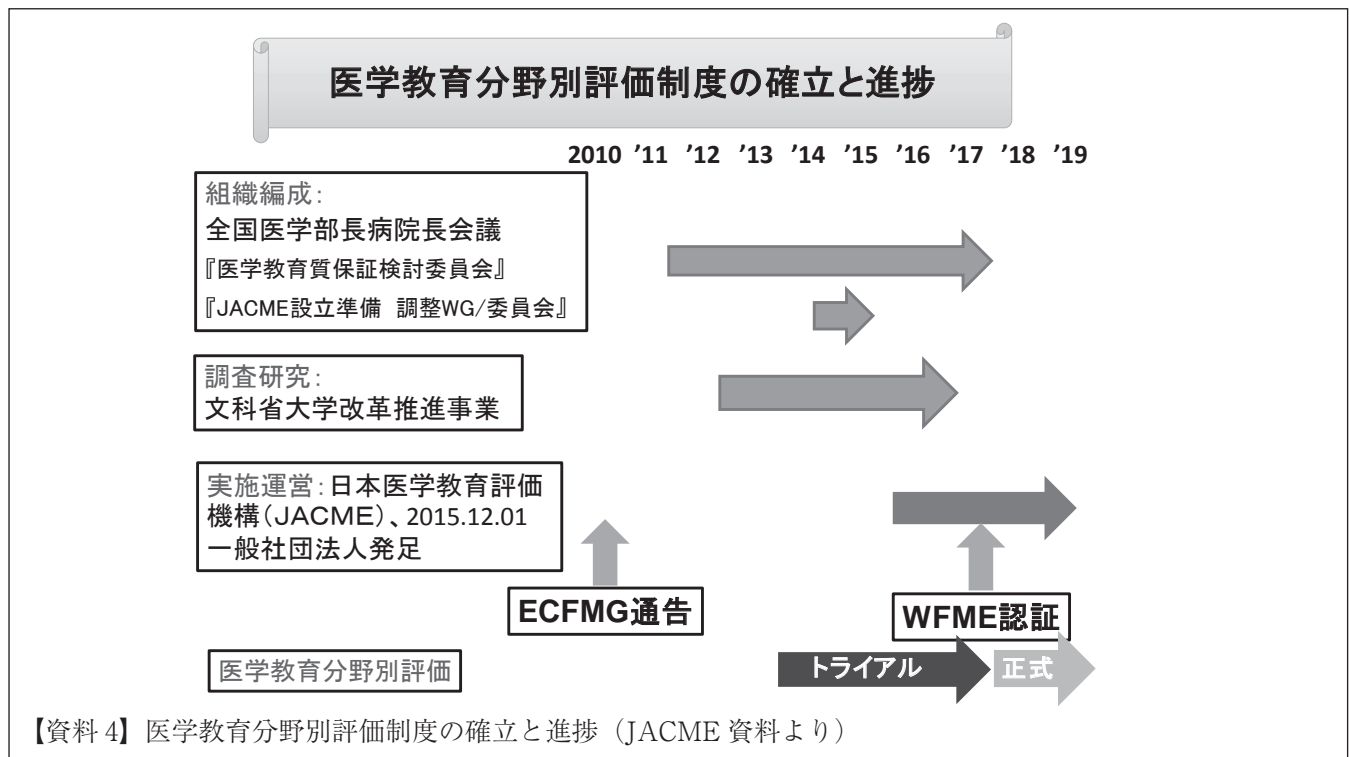 医学教育分野別評価制度の確立と進捗
2010 ’11 ’12 ’13 ’14 ’15 ’16 ’17 ’18 ’19
組織編成：
全国医学部長病院長会議
『医学教育質保証検討委員会』
『JACME設立準備 調整WG/委員会』
調査研究：
文科省大学改革推進事業
実施運営：日本医学教育評価
機構（JACME）、2015.12.01
一般社団法人発足
ECFMG通告
WFME認証
医学教育分野別評価
トライアル
正式
【資料 4】医学教育分野別評価制度の確立と進捗（JACME 資料より）